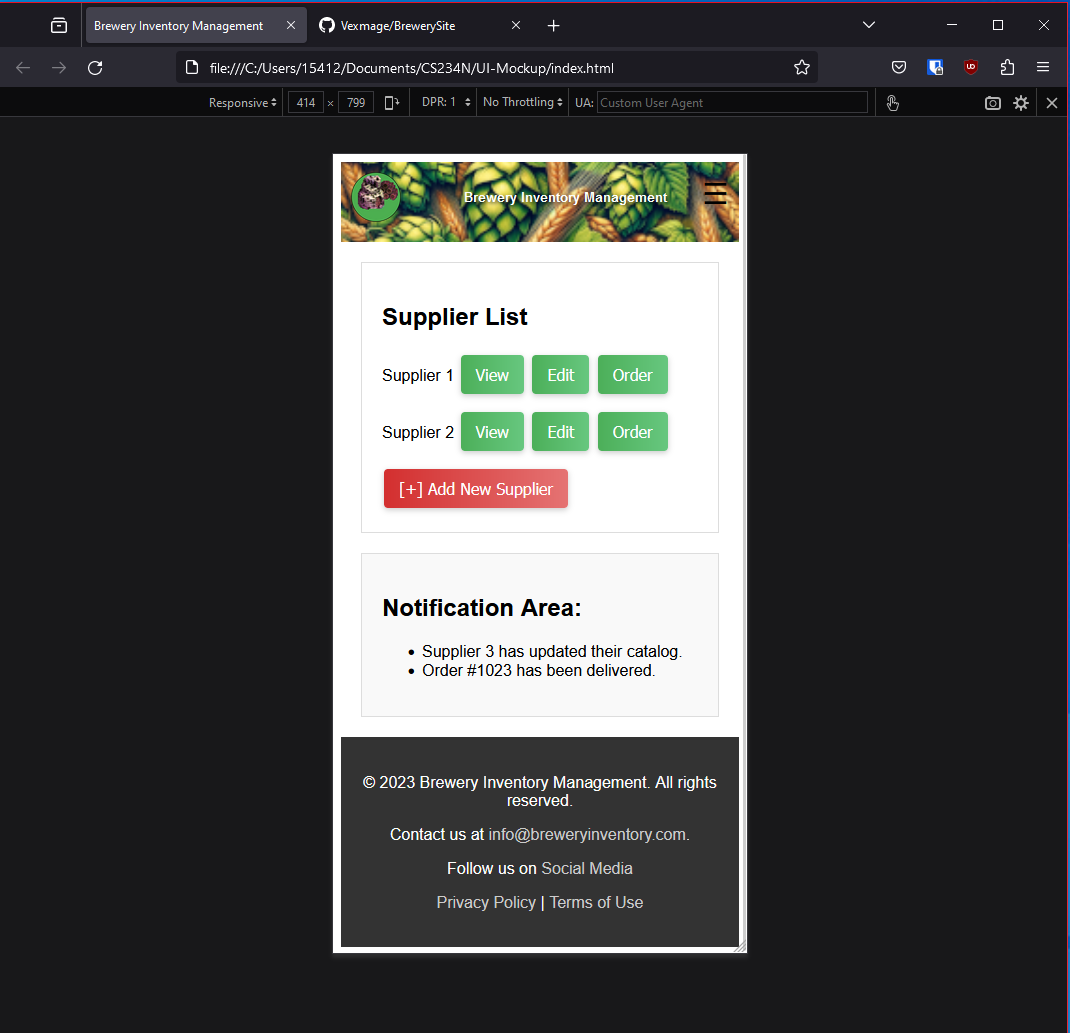 Brewery Inventory Management
Vexmage/BrewerySite
file:///C:/Users/15412/Documents/CS234N/UI-Mockup/index.html
Responsive 414 × 799 DPR: 1 No Throttling UA: Custom User Agent
Brewery Inventory Management
Supplier List
Supplier 1 View Edit Order
Supplier 2 View Edit Order
[+] Add New Supplier
Notification Area:
• Supplier 3 has updated their catalog.
• Order #1023 has been delivered.
© 2023 Brewery Inventory Management. All rights
reserved.
Contact us at info@breweryinventory.com.
Follow us on Social Media
Privacy Policy | Terms of Use